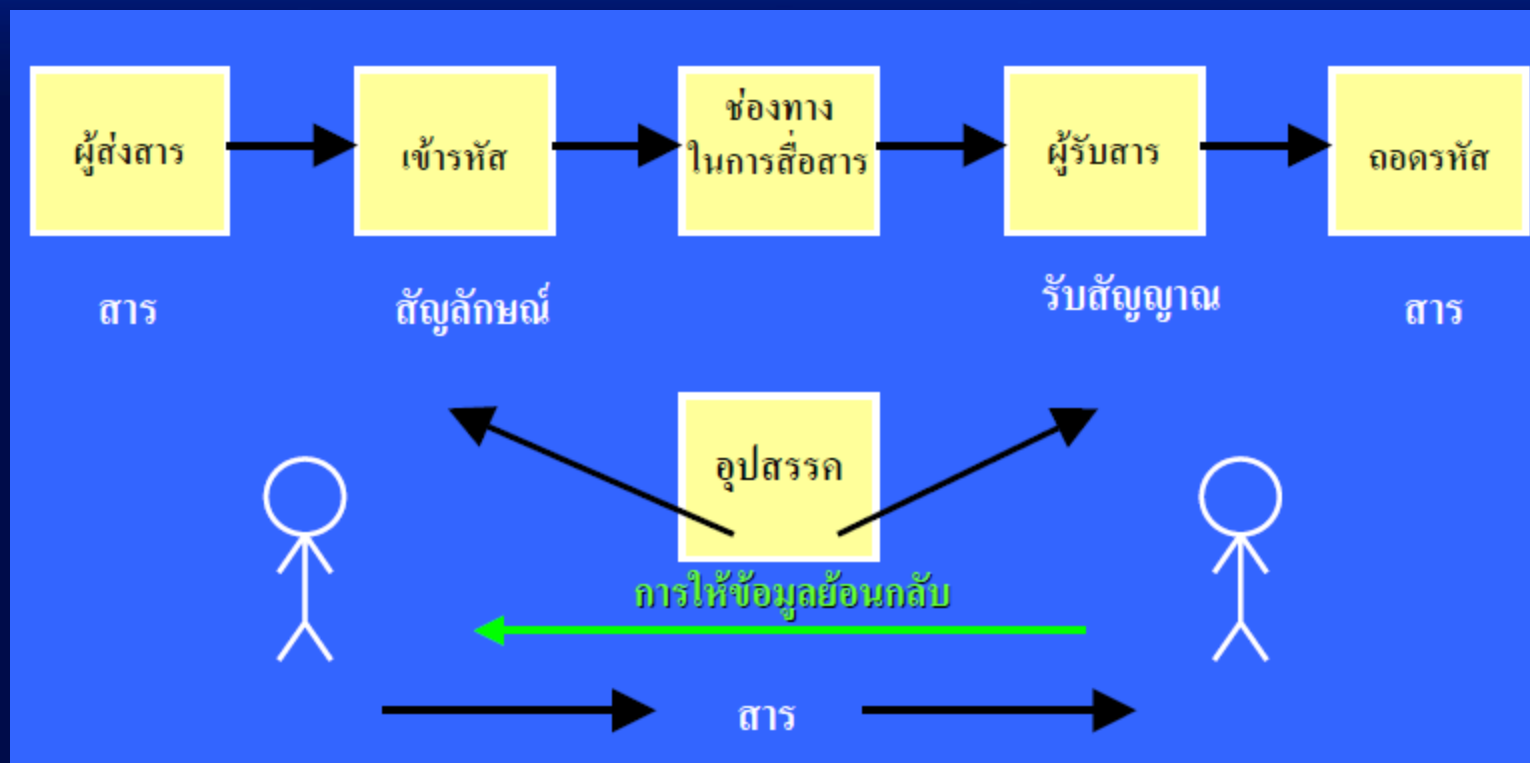 ผู้ส่งสาร
เข้ารหัส
ช่องทาง
ในการสื่อสาร
ผู้รับสาร
ถอดรหัส
สาร
สัญลักษณ์
รับสัญญาณ
สาร
อุปสรรค
การให้ข้อมูลย้อนกลับ
สาร